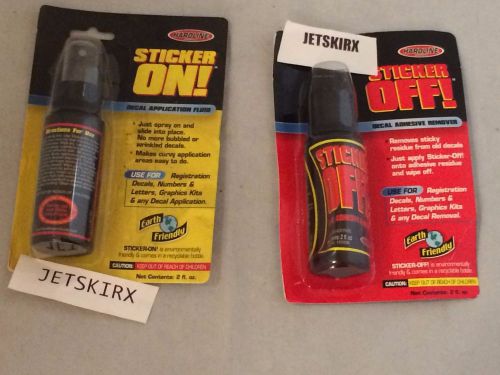 HARDLINE
STICKER
ON!
DECAL APPLICATION FLUID
• Just spray on and
slide into place.
No more bubbled or
wrinkled decals.
• Makes curvy application
areas easy to do.
USE FOR Registration
Decals, Numbers &
Letters, Graphics Kits
& any Decal Application.
Earth
Friendly
STICKER-ON! is environmentally
friendly & comes in a recyclable bottle.
CAUTION: KEEP OUT OF REACH OF CHILDREN
Net Contents: 2 fl. oz.
Directions For Use
JETSKIRX
JETSKIRX
HARDLINE
STICKER
OFF!
DECAL ADHESIVE REMOVER
• Removes sticky
residue from old decals.
• Just apply Sticker-Off!
onto adhesive residue
and wipe off.
USE FOR Registration
Decals, Numbers &
Letters, Graphics Kits
& any Decal Removal.
Earth
Friendly
STICKER-OFF! is environmentally
friendly & comes in a recyclable bottle.
CAUTION: KEEP OUT OF REACH OF CHILDREN
Net Contents: 2 fl. oz.
STICKER
OFF!